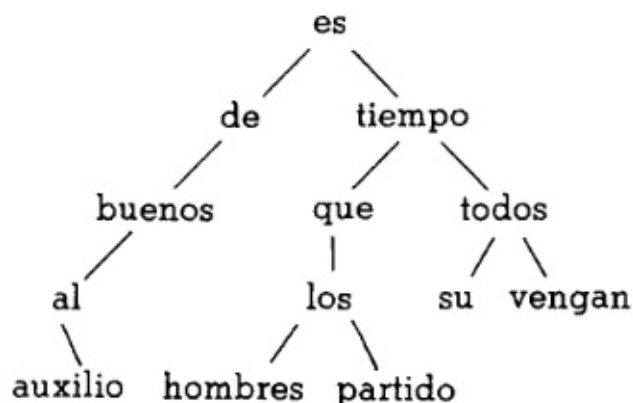 es
de tiempo
buenos que todos
al los su vengan
auxilio hombres partido